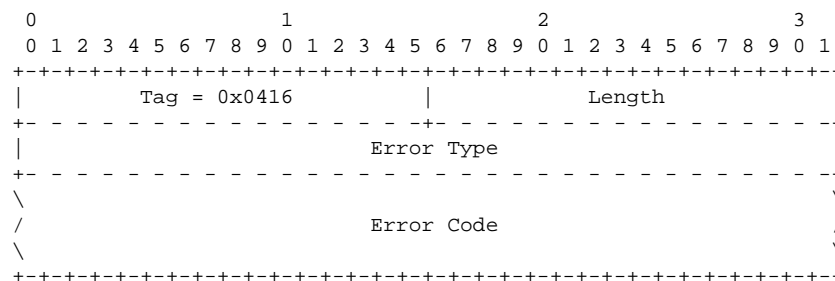 0                   1                   2                   3
 0 1 2 3 4 5 6 7 8 9 0 1 2 3 4 5 6 7 8 9 0 1 2 3 4 5 6 7 8 9 0 1
+-+-+-+-+-+-+-+-+-+-+-+-+-+-+-+-+-+-+-+-+-+-+-+-+-+-+-+-+-+-+-+-
|         Tag = 0x0416          |            Length
+- - - - - - - - - - - - - - - -+- - - - - - - - - - - - - - - --
|                           Error Type
+- - - - - - - - - - - - - - - - - - - - - - - - - - - - - - - --
\                                                               \
/                           Error Code                          /
\                                                               \
+-+-+-+-+-+-+-+-+-+-+-+-+-+-+-+-+-+-+-+-+-+-+-+-+-+-+-+-+-+-+-+-